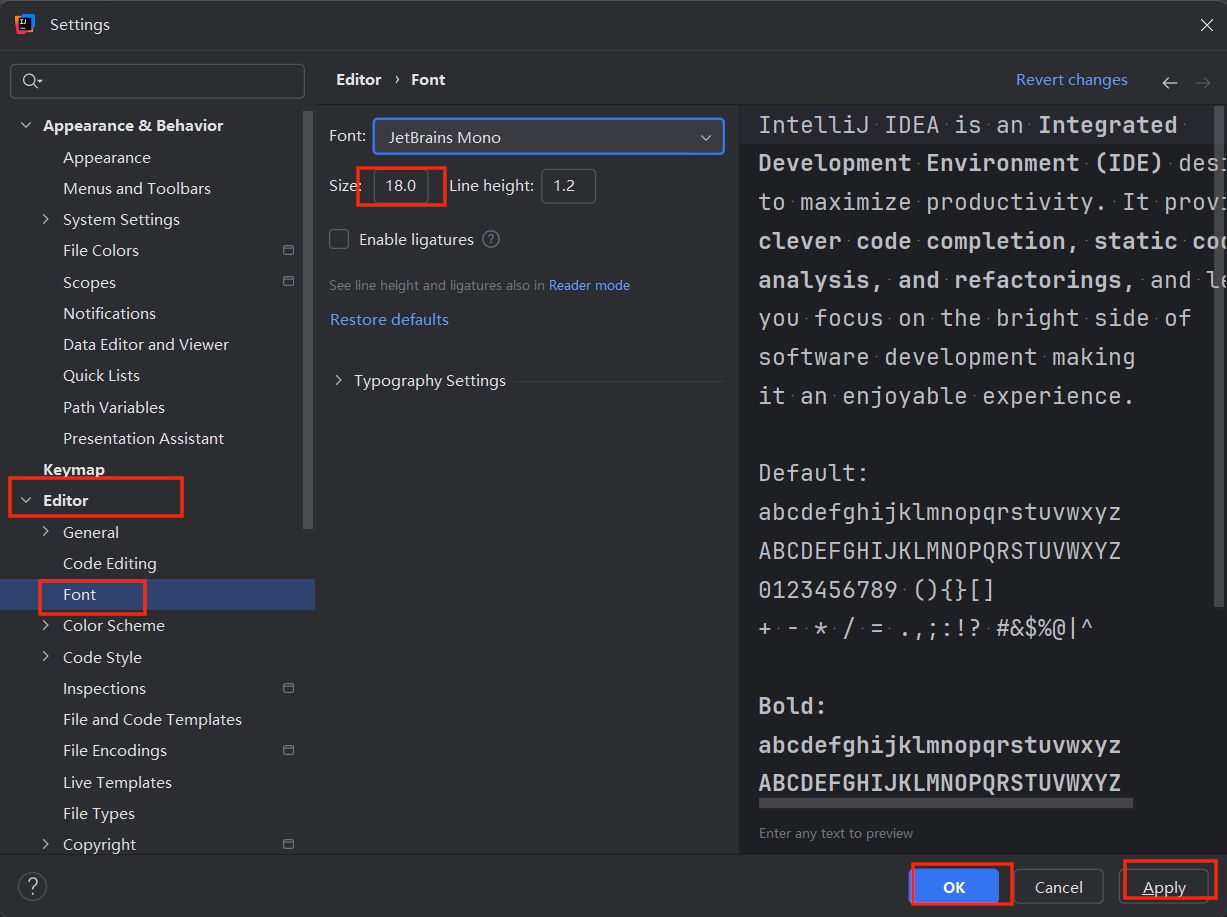 Settings
Editor › Font
Revert changes
Appearance & Behavior
Appearance
Menus and Toolbars
System Settings
File Colors
Scopes
Notifications
Data Editor and Viewer
Quick Lists
Path Variables
Presentation Assistant
Keymap
Editor
General
Code Editing
Font
Color Scheme
Code Style
Inspections
File and Code Templates
File Encodings
Live Templates
File Types
Copyright
Font: JetBrains Mono
Size: 18.0 Line height: 1.2
Enable ligatures ?
See line height and ligatures also in Reader mode
Restore defaults
Typography Settings
IntelliJ IDEA is an Integrated
Development Environment (IDE) des
to maximize productivity. It provi
clever code completion, static co
analysis, and refactorings, and le
you focus on the bright side of
software development making
it an enjoyable experience.
Default:
abcdefghijklmnopqrstuvwxyz
ABCDEFGHIJKLMNOPQRSTUVWXYZ
0123456789 (){}[]
+ - * / = .,;:!? #&$%@|^
Bold:
abcdefghijklmnopqrstuvwxyz
ABCDEFGHIJKLMNOPQRSTUVWXYZ
Enter any text to preview
?
OK
Cancel
Apply